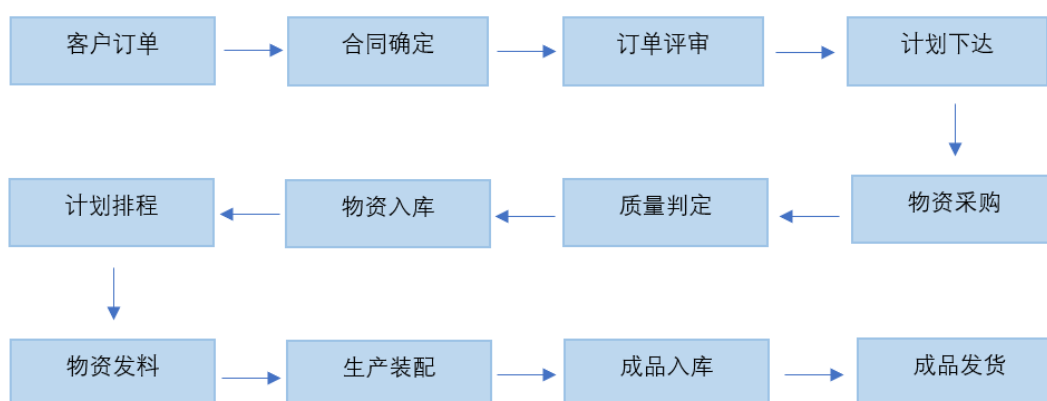 客户订单
合同确定
订单评审
计划下达
物资采购
质量判定
物资入库
计划排程
物资发料
生产装配
成品入库
成品发货